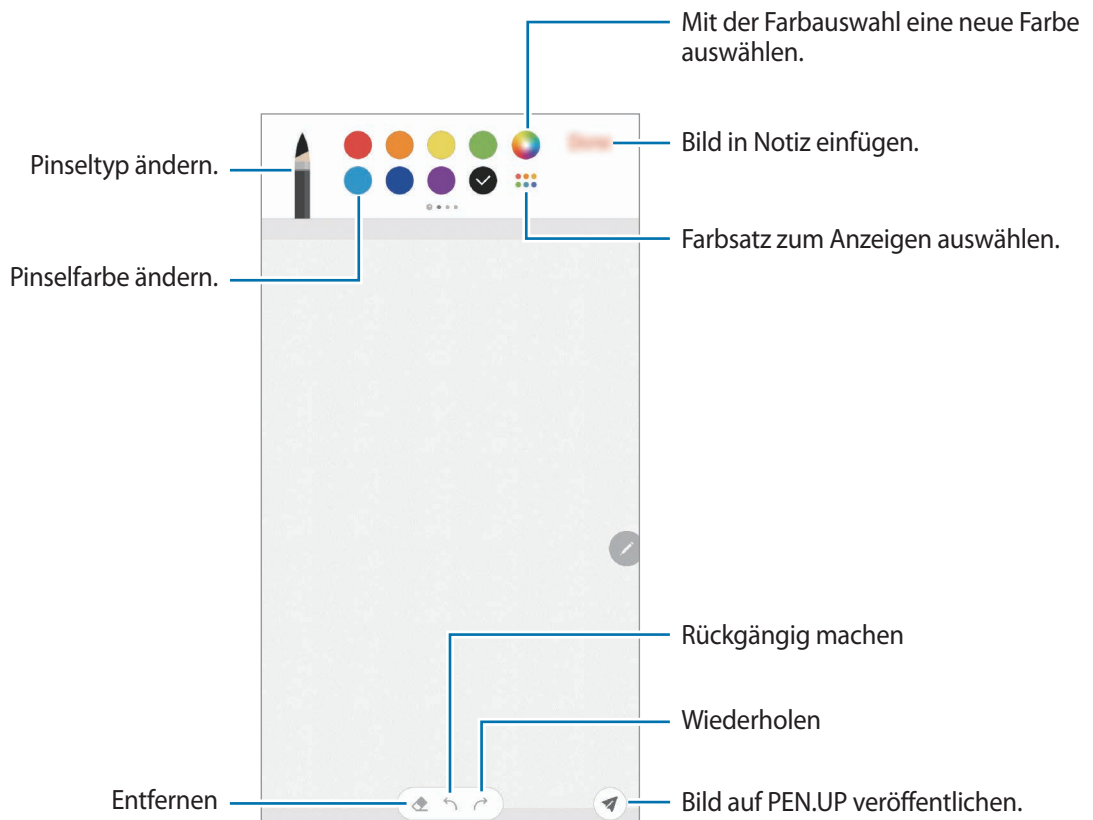 Mit der Farbauswahl eine neue Farbe
auswählen.
Bild in Notiz einfügen.
Pinseltyp ändern.
Farbsatz zum Anzeigen auswählen.
Pinselfarbe ändern.
Rückgängig machen
Wiederholen
Entfernen
Bild auf PEN.UP veröffentlichen.